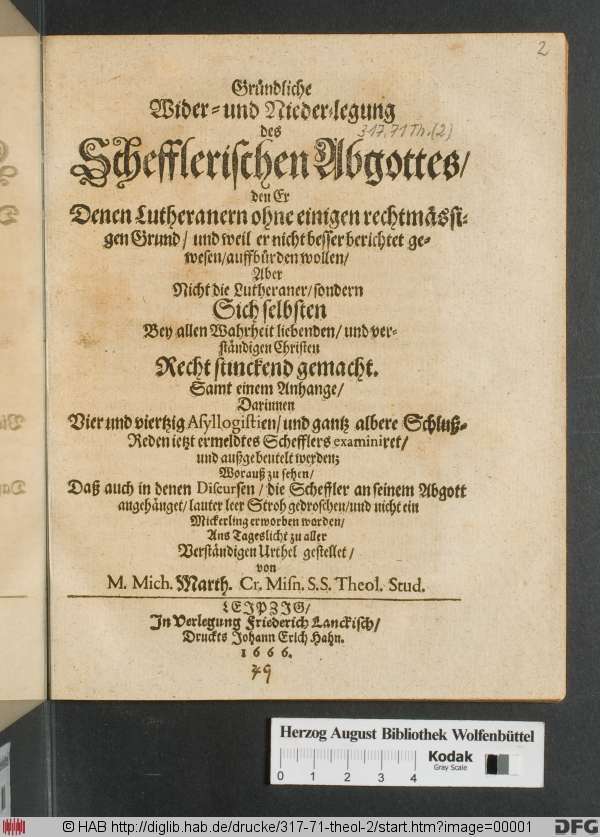 2
Gründliche
Wider- und Nieder-legung
des
317.71 Th. (2)
Schefflerischen Abgottes/
den Er
Denen Lutheranern ohne einigen rechtmässi-
gen Grund/ und weil er nicht besser berichtet ge-
wesen/ auffbürden wollen/
Aber
Nicht die Lutheraner/ sondern
Sich selbsten
Bey allen Wahrheit liebenden/ und ver-
ständigen Christen
Recht stinckend gemacht.
Samt einem Anhange/
Darinnen
Vier und viertzig Asyllogistien/ und gantz albere Schluß-
Reden ietzt ermeldtes Schefflers examiniret/
und außgebeutelt werden;
Worauß zu sehen/
Daß auch in denen Discursen/ die Scheffler an seinem Abgott
angehänget/ lauter leer Stroh gedroschen/ und nicht ein
Mickerling erworben worden/
Ans Tageslicht zu aller
Verständigen Urthel gestellet/
von
M. Mich. Marth. Cr. Misn. S.S. Theol. Stud.
LEIPZIG/
In Verlegung Friederich Lanckisch/
Druckts Johann Erich Hahn.
1666.
Herzog August Bibliothek Wolfenbüttel
Kodak
Gray Scale
0 1 2 3 4
© HAB http://diglib.hab.de/drucke/317-71-theol-2/start.htm?image=00001
DFG